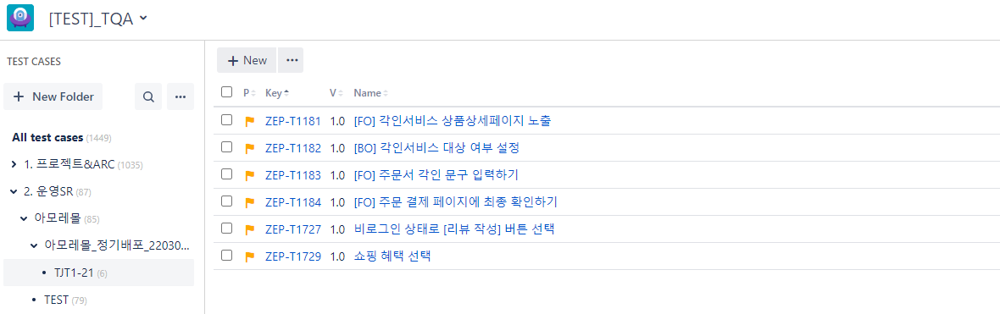 [TEST]_TQA
TEST CASES
+ New Folder
All test cases (1449)
1. 프로젝트&ARC (1035)
2. 운영SR (87)
아모레몰 (85)
아모레몰_정기배포_22030...
TJT1-21 (6)
TEST (79)
+ New
P Key V Name
ZEP-T1181 1.0 [FO] 각인서비스 상품상세페이지 노출
ZEP-T1182 1.0 [BO] 각인서비스 대상 여부 설정
ZEP-T1183 1.0 [FO] 주문서 각인 문구 입력하기
ZEP-T1184 1.0 [FO] 주문 결제 페이지에 최종 확인하기
ZEP-T1727 1.0 비로그인 상태로 [리뷰 작성] 버튼 선택
ZEP-T1729 1.0 쇼핑 혜택 선택